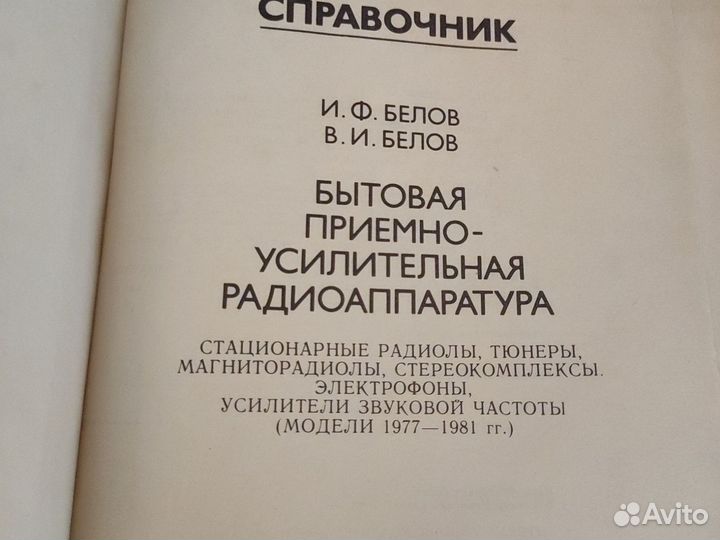 СПРАВОЧНИК
И. Ф. БЕЛОВ
В. И. БЕЛОВ
БЫТОВАЯ
ПРИЕМНО-
УСИЛИТЕЛЬНАЯ
РАДИОАППАРАТУРА
СТАЦИОНАРНЫЕ РАДИОЛЫ, ТЮНЕРЫ,
МАГНИТОРАДИОЛЫ, СТЕРЕОКОМПЛЕКСЫ.
ЭЛЕКТРОФОНЫ,
УСИЛИТЕЛИ ЗВУКОВОЙ ЧАСТОТЫ
(МОДЕЛИ 1977—1981 гг.)
Avito